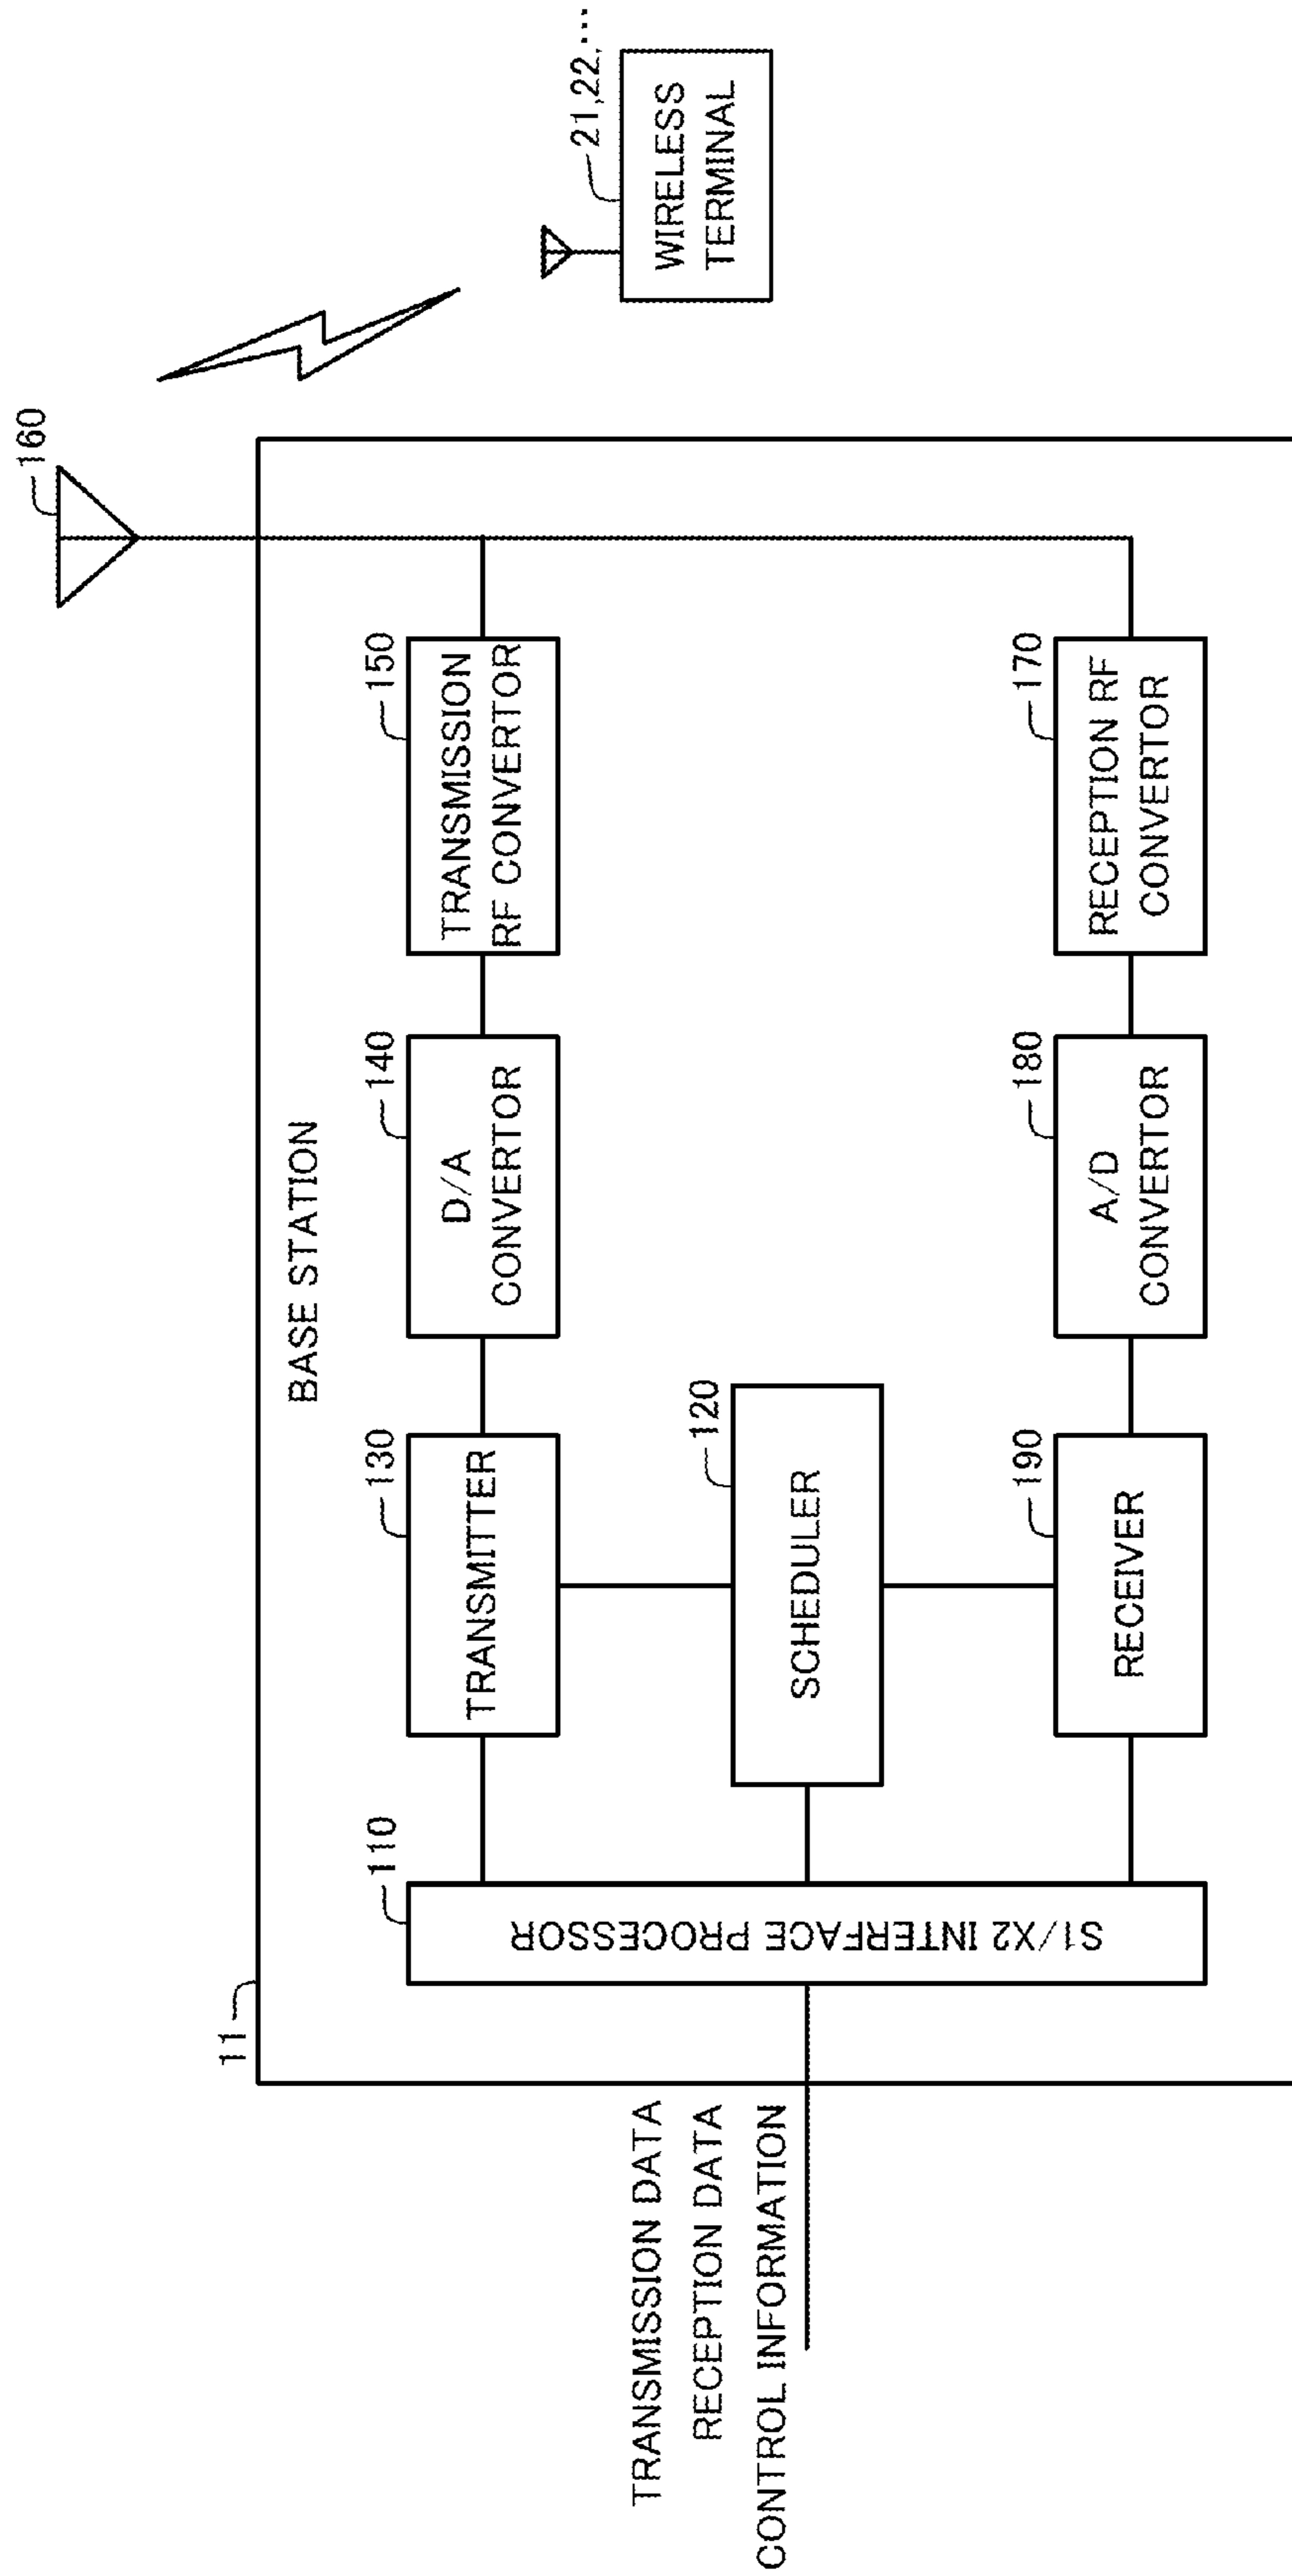 160
21,22,...
WIRELESS
TERMINAL
11
BASE STATION
110
S1/X2 INTERFACE PROCESSOR
130
TRANSMITTER
140
D/A
CONVERTOR
150
TRANSMISSION
RF CONVERTOR
TRANSMISSION DATA
RECEPTION DATA
CONTROL INFORMATION
120
SCHEDULER
190
RECEIVER
180
A/D
CONVERTOR
170
RECEPTION RF
CONVERTOR